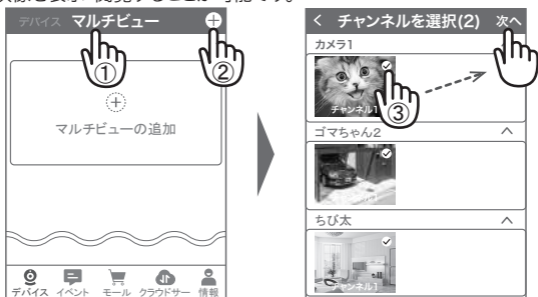 デバイス マルチビュー
①
②
マルチビューの追加
デバイス イベント モール クラウドサー 情報
チャンネルを選択(2) 次へ
カメラ1
チャンネル1
③
ゴマちゃん2
ちび太
チャンネル1